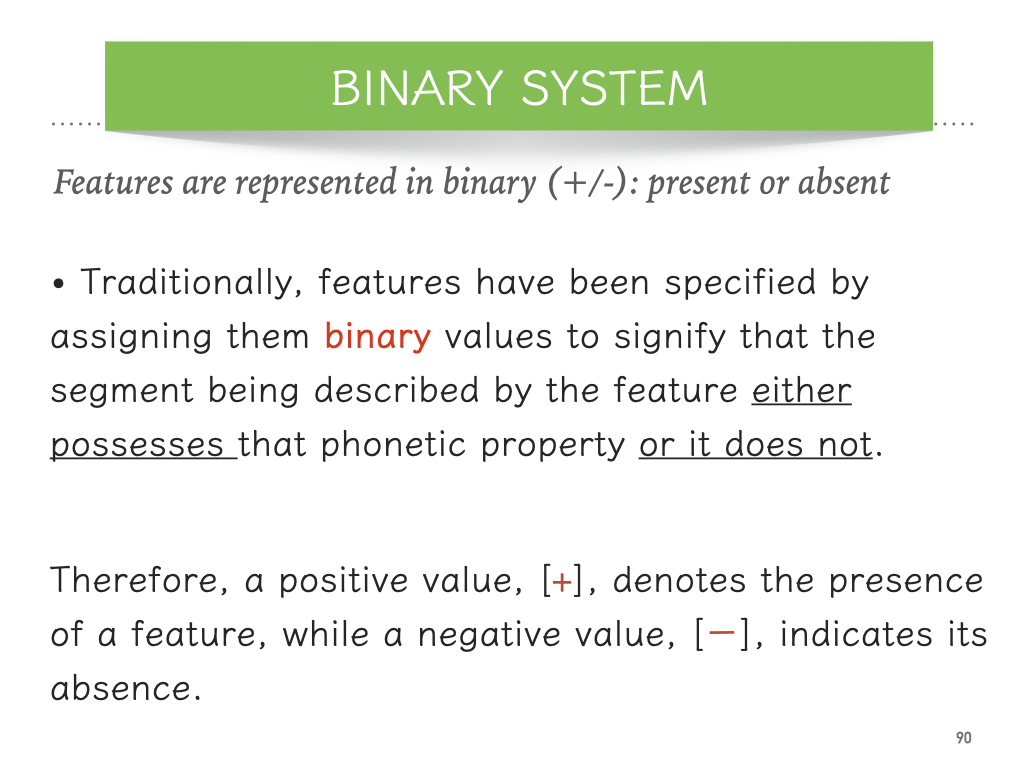 BINARY SYSTEM
Features are represented in binary (+/-): present or absent
• Traditionally, features have been specified by
assigning them binary values to signify that the
segment being described by the feature either
possesses that phonetic property or it does not.
Therefore, a positive value, [+], denotes the presence
of a feature, while a negative value, [−], indicates its
absence.
90